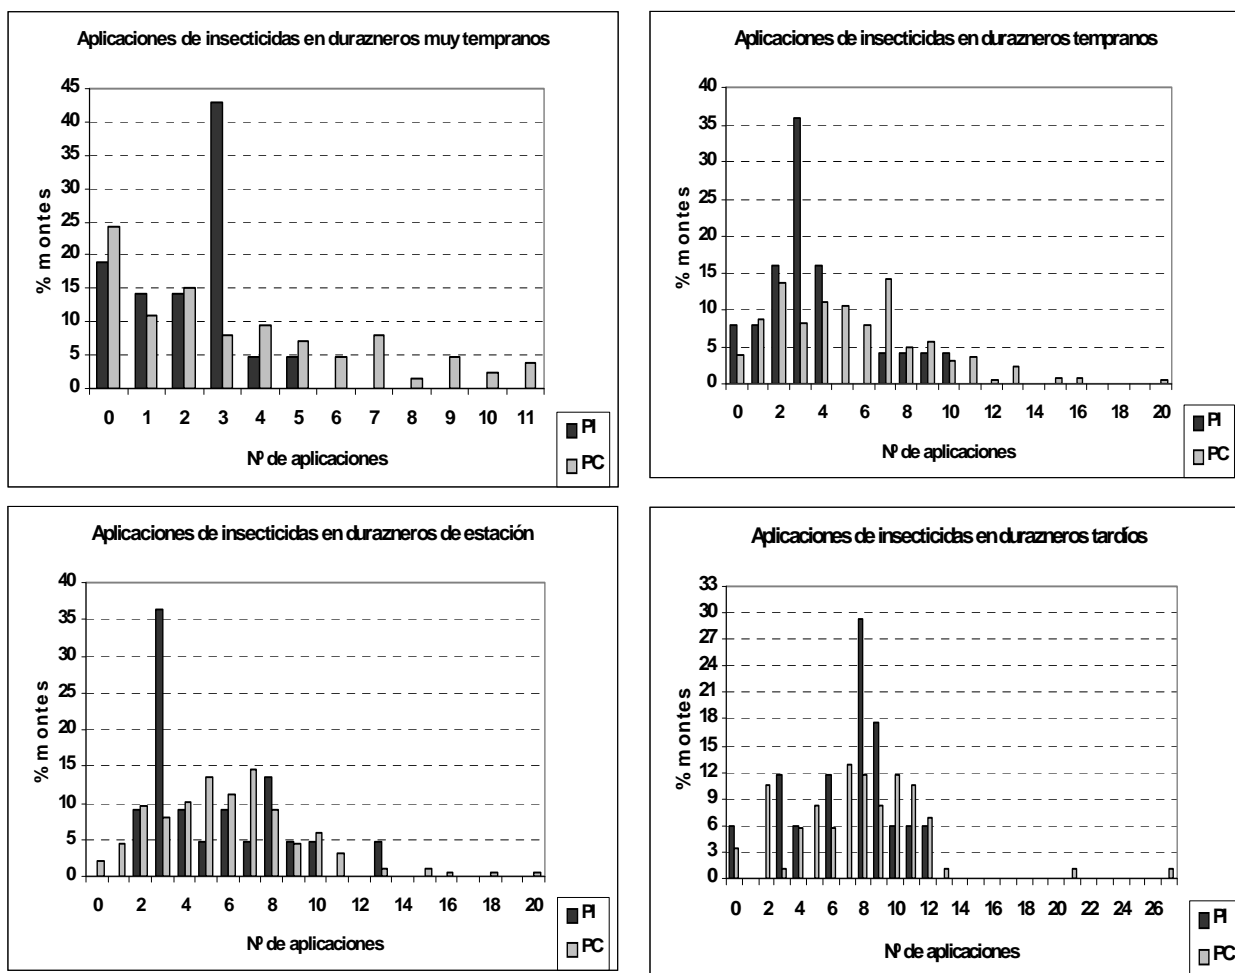 Aplicaciones de insecticidas en durazneros muy tempranos
45
40
35
30
25
20
15
10
5
0
% montes
0 1 2 3 4 5 6 7 8 9 10 11
Nº de aplicaciones
PI
PC
Aplicaciones de insecticidas en durazneros tempranos
40
35
30
25
20
15
10
5
0
% montes
0 2 4 6 8 10 12 14 16 18 20
Nº de aplicaciones
PI
PC
Aplicaciones de insecticidas en durazneros de estación
40
35
30
25
20
15
10
5
0
% montes
0 2 4 6 8 10 12 14 16 18 20
Nº de aplicaciones
PI
PC
Aplicaciones de insecticidas en durazneros tardíos
33
30
27
24
21
18
15
12
9
6
3
0
% montes
0 2 4 6 8 10 12 14 16 18 20 22 24 26
Nº de aplicaciones
PI
PC